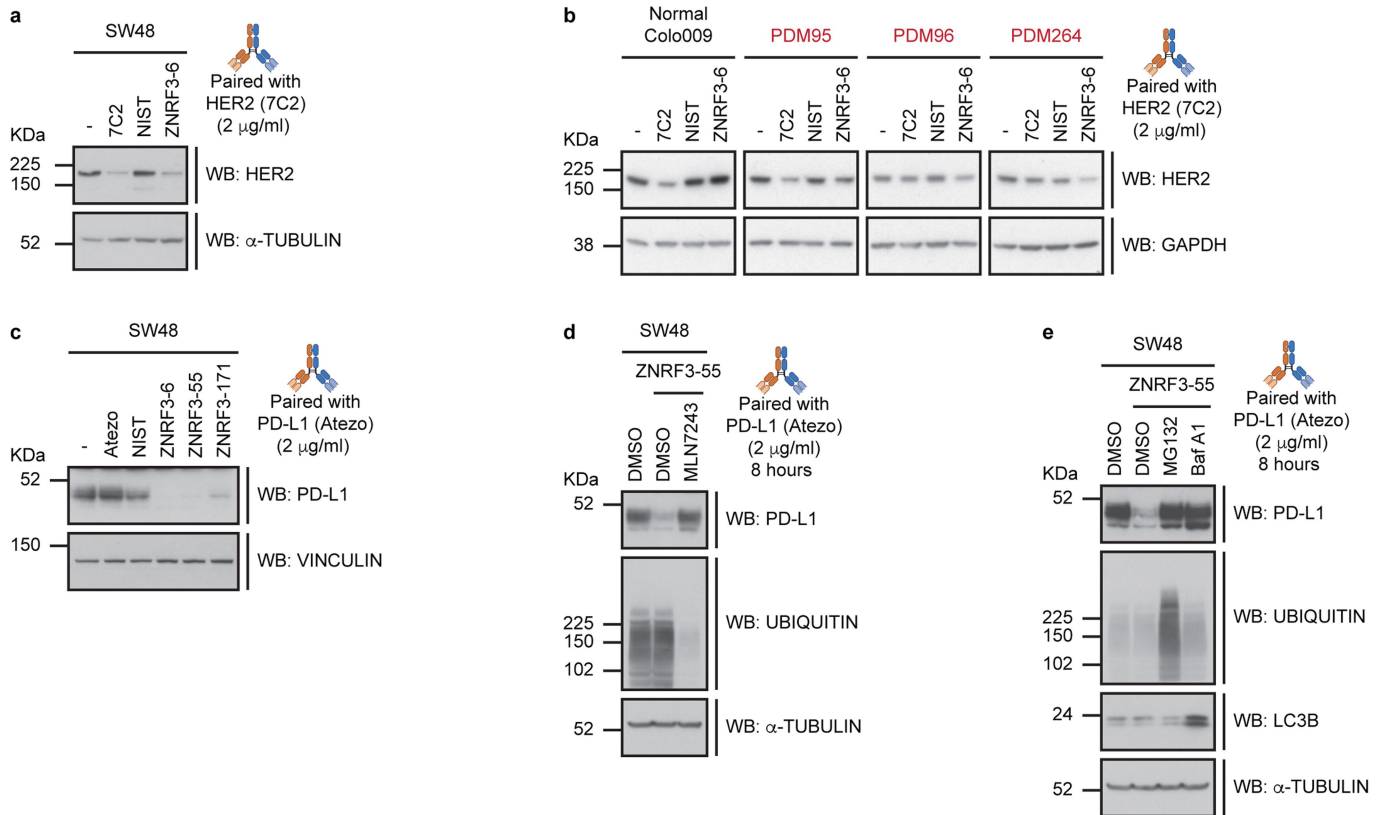 a
SW48
-
7C2
NIST
ZNRF3-6
Paired with
HER2 (7C2)
(2 μg/ml)
KDa
225
150
WB: HER2
52
WB: α-TUBULIN
b
Normal
Colo009
PDM95
PDM96
PDM264
-
7C2
NIST
ZNRF3-6
-
7C2
NIST
ZNRF3-6
-
7C2
NIST
ZNRF3-6
-
7C2
NIST
ZNRF3-6
Paired with
HER2 (7C2)
(2 μg/ml)
KDa
225
150
WB: HER2
38
WB: GAPDH
c
SW48
-
Atezo
NIST
ZNRF3-6
ZNRF3-55
ZNRF3-171
Paired with
PD-L1 (Atezo)
(2 μg/ml)
KDa
52
WB: PD-L1
150
WB: VINCULIN
d
SW48
ZNRF3-55
DMSO
DMSO
MLN7243
Paired with
PD-L1 (Atezo)
(2 μg/ml)
8 hours
KDa
52
WB: PD-L1
225
150
102
WB: UBIQUITIN
52
WB: α-TUBULIN
e
SW48
ZNRF3-55
DMSO
DMSO
MG132
Baf A1
Paired with
PD-L1 (Atezo)
(2 μg/ml)
8 hours
KDa
52
WB: PD-L1
225
150
102
WB: UBIQUITIN
24
WB: LC3B
52
WB: α-TUBULIN